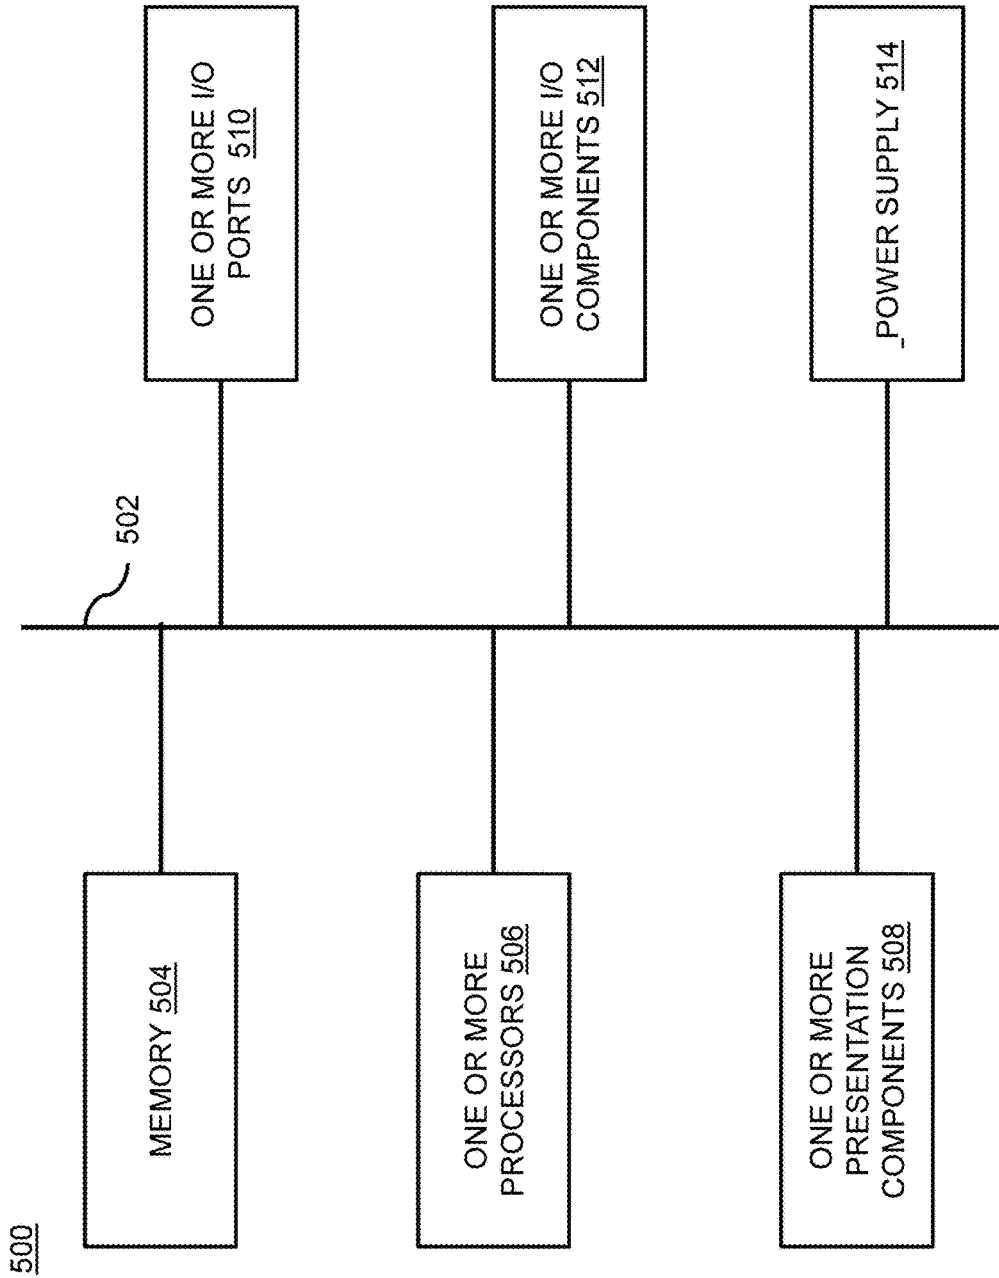 500
502
MEMORY 504
ONE OR MORE
PROCESSORS 506
ONE OR MORE
PRESENTATION
COMPONENTS 508
ONE OR MORE I/O
PORTS 510
ONE OR MORE I/O
COMPONENTS 512
POWER SUPPLY 514